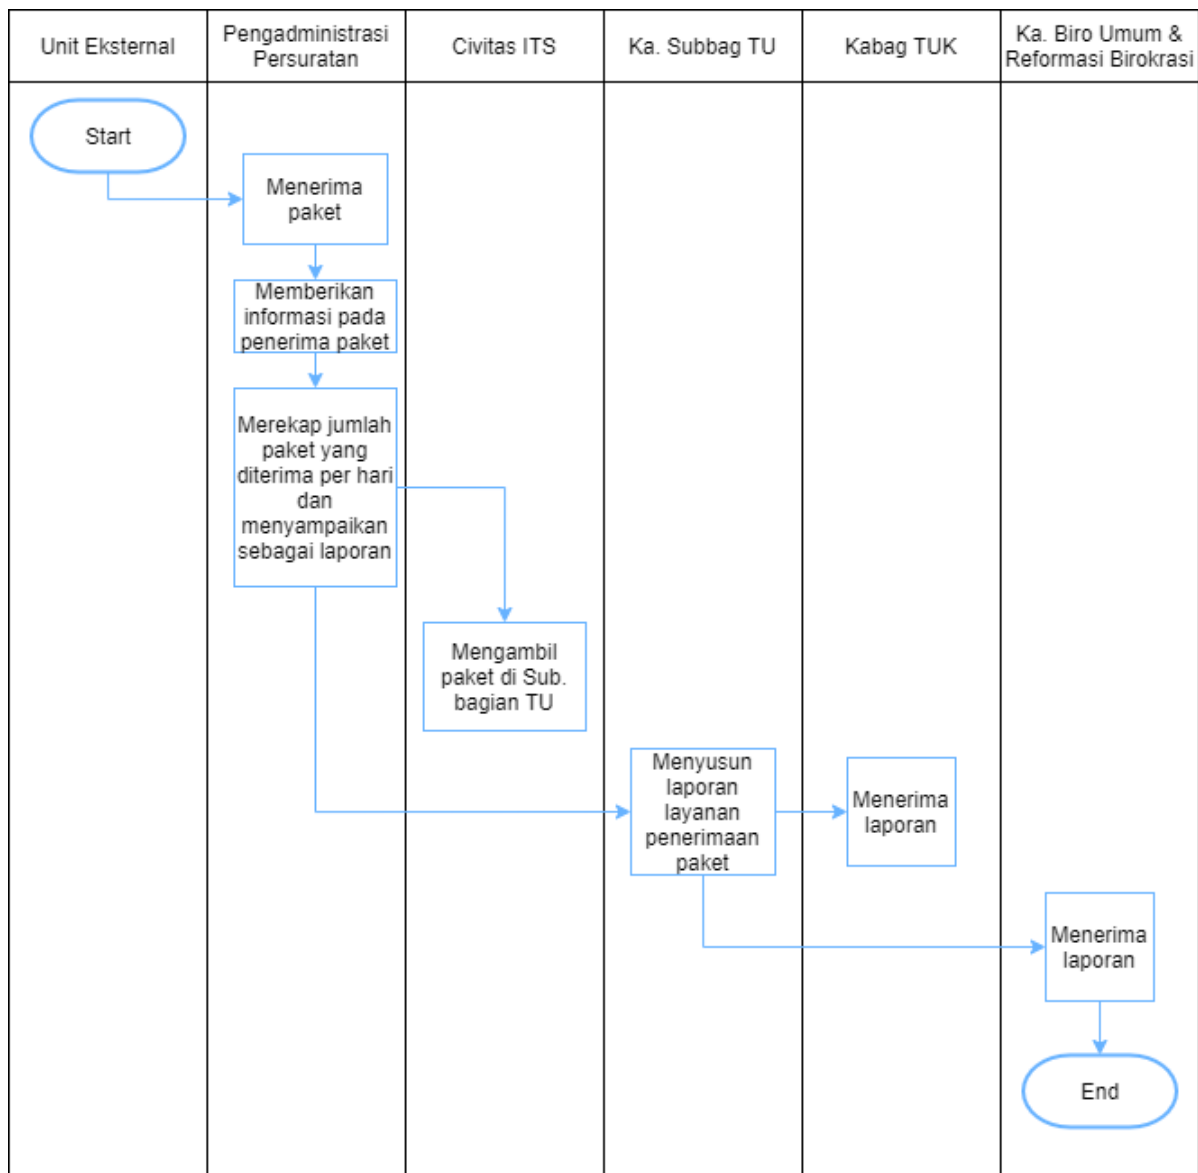 Unit Eksternal
Pengadministrasi
Persuratan
Civitas ITS
Ka. Subbag TU
Kabag TUK
Ka. Biro Umum &
Reformasi Birokrasi
Start
Menerima
paket
Memberikan
informasi pada
penerima paket
Merekap jumlah
paket yang
diterima per hari
dan
menyampaikan
sebagai laporan
Mengambil
paket di Sub.
bagian TU
Menyusun
laporan
layanan
penerimaan
paket
Menerima
laporan
Menerima
laporan
End